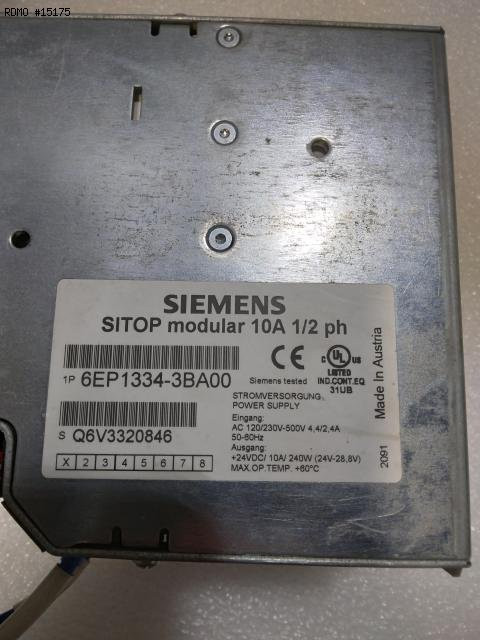 RDMO #15175
SIEMENS
SITOP modular 10A 1/2 ph
1P 6EP1334-3BA00
Siemens tested
CE
C UL US
LISTED
IND.CONT.EQ
31UB
S Q6V3320846
X 2 3 4 5 6 7 8
STROMVERSORGUNG
POWER SUPPLY
Eingang:
AC 120/230V-500V 4,4/2,4A
50-60Hz
Ausgang:
+24VDC/ 10A/ 240W (24V-28,8V)
MAX.OP.TEMP. +60°C
2091 Made In Austria